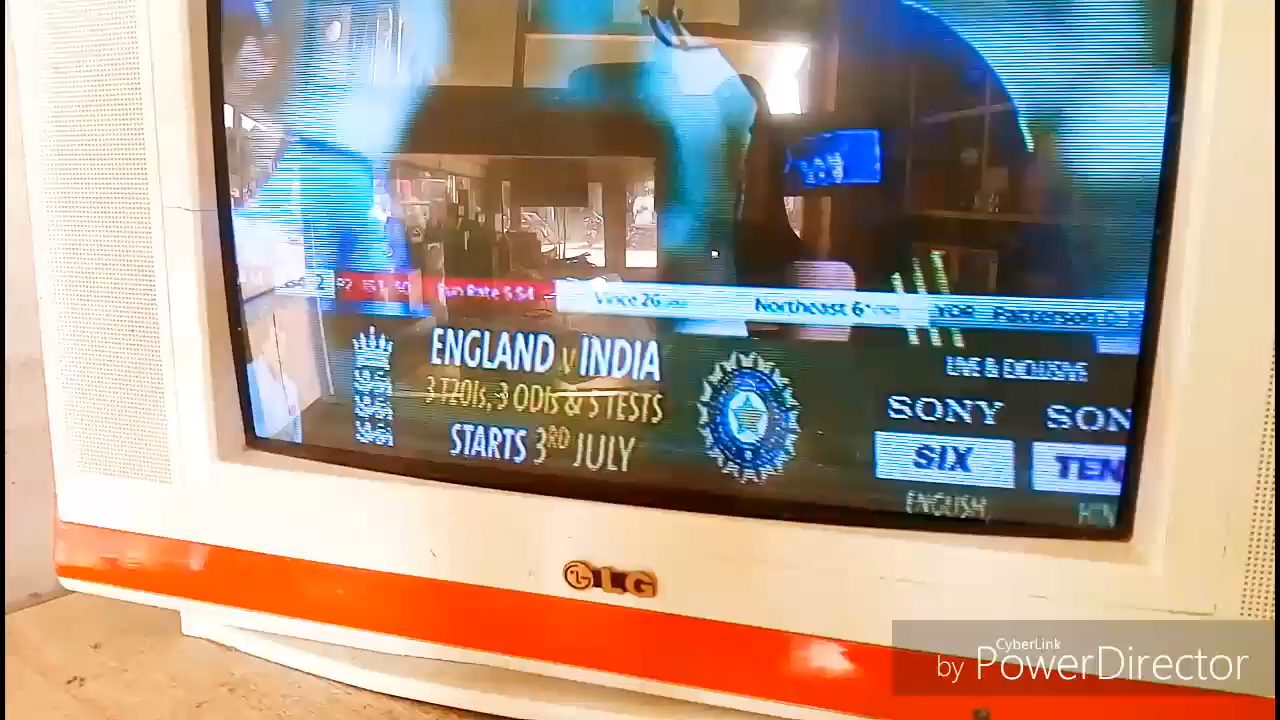 Run Rate 5.54
Vince 26
Northeast 6*
ENGLAND v INDIA
3 T20Is, 3 ODIs & 5 TESTS
STARTS 3RD JULY
LIVE & EXCLUSIVE
SONY SON
SIX TEN
ENGLISH
LG
CyberLink
by PowerDirector